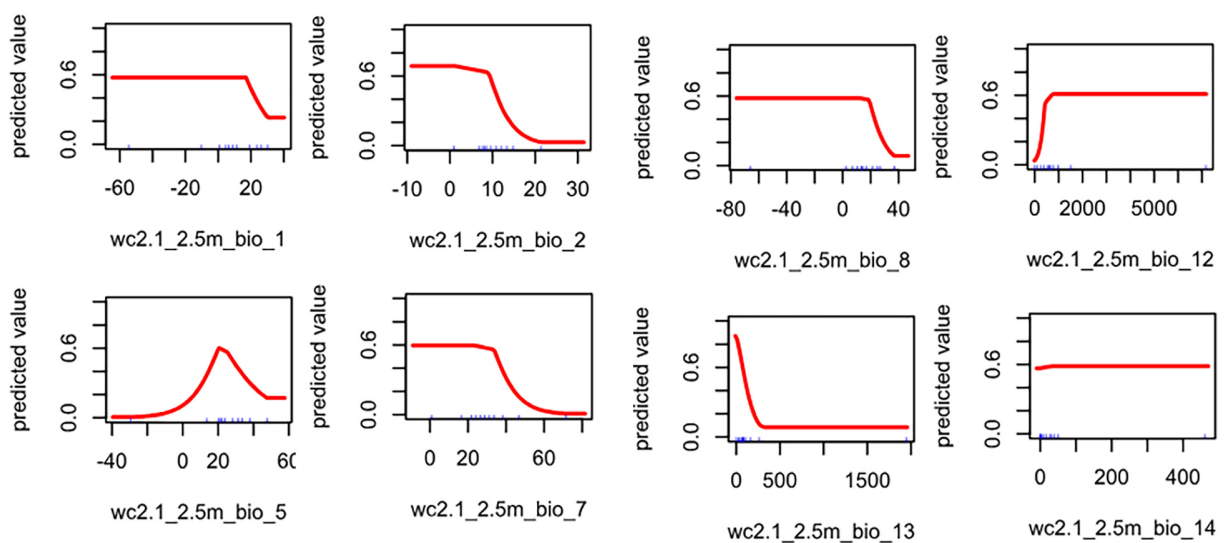 predicted value
0.0 0.6
-60 -20 20
wc2.1_2.5m_bio_1
predicted value
0.0 0.6
-10 0 10 20 30
wc2.1_2.5m_bio_2
predicted value
0.0 0.6
-80 -40 0 40
wc2.1_2.5m_bio_8
predicted value
0.0 0.6
0 2000 5000
wc2.1_2.5m_bio_12
predicted value
0.0 0.6
-40 0 20 60
wc2.1_2.5m_bio_5
predicted value
0.0 0.6
0 20 60
wc2.1_2.5m_bio_7
predicted value
0.0 0.6
0 500 1500
wc2.1_2.5m_bio_13
predicted value
0.0 0.6
0 200 400
wc2.1_2.5m_bio_14